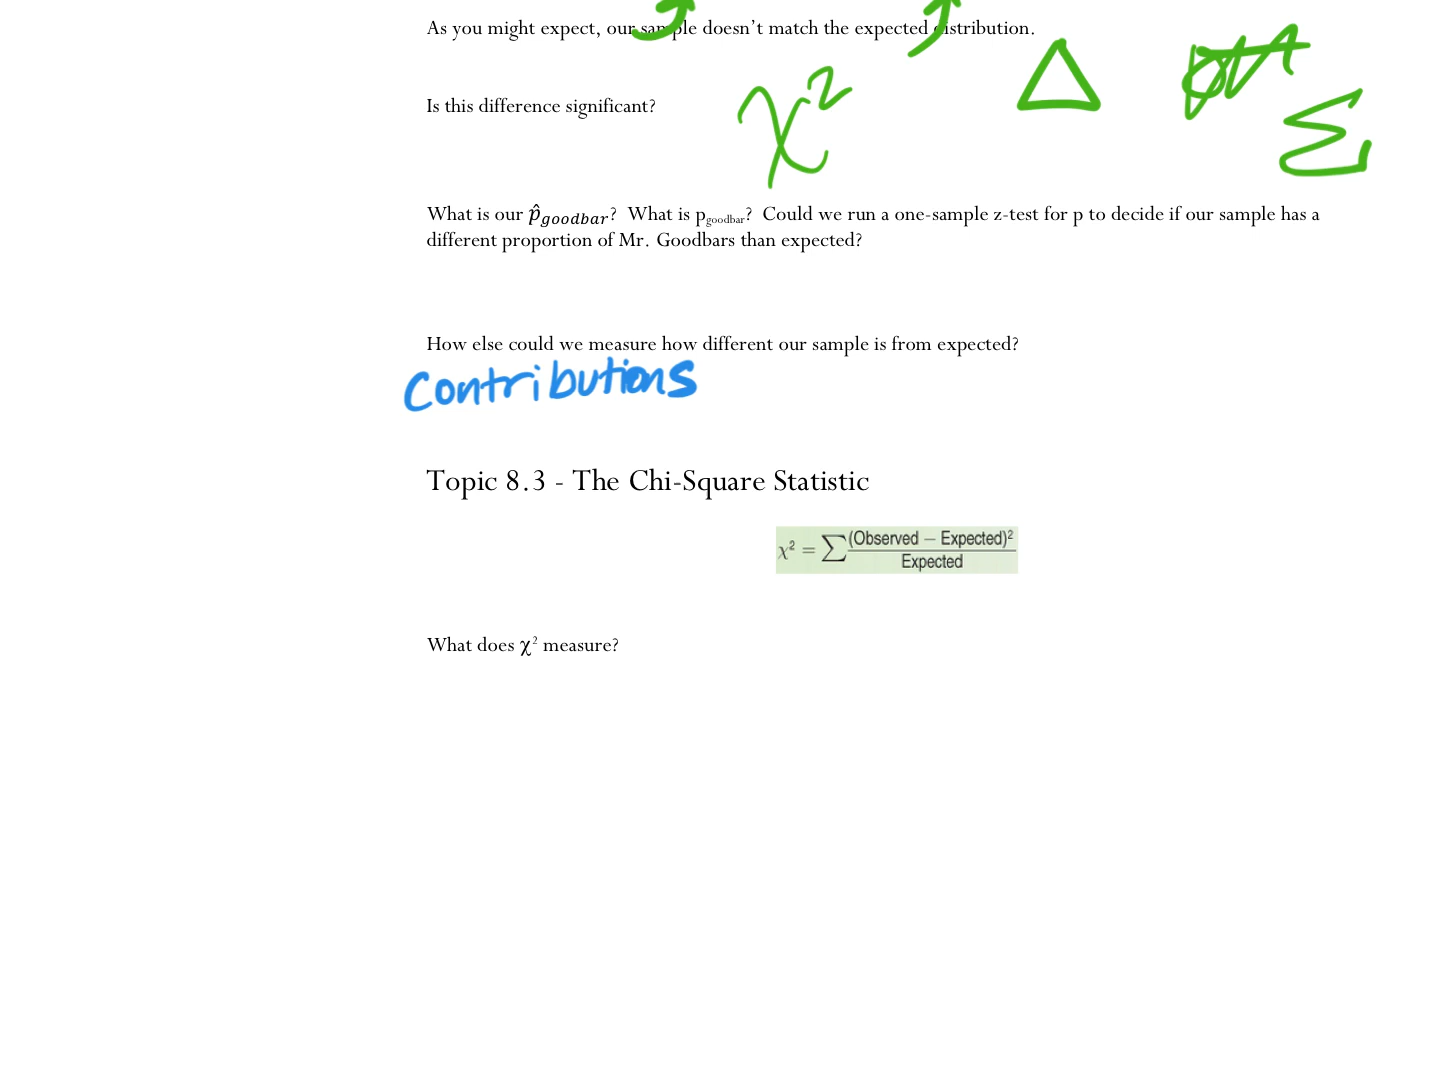 As you might expect, our sample doesn't match the expected distribution.
Is this difference significant?
χ²
Δ
Σ
What is our p̂goodbar? What is pgoodbar? Could we run a one-sample z-test for p to decide if our sample has a
different proportion of Mr. Goodbars than expected?
How else could we measure how different our sample is from expected?
Contributions
Topic 8.3 - The Chi-Square Statistic
χ² = Σ (Observed − Expected)² / Expected
What does χ² measure?